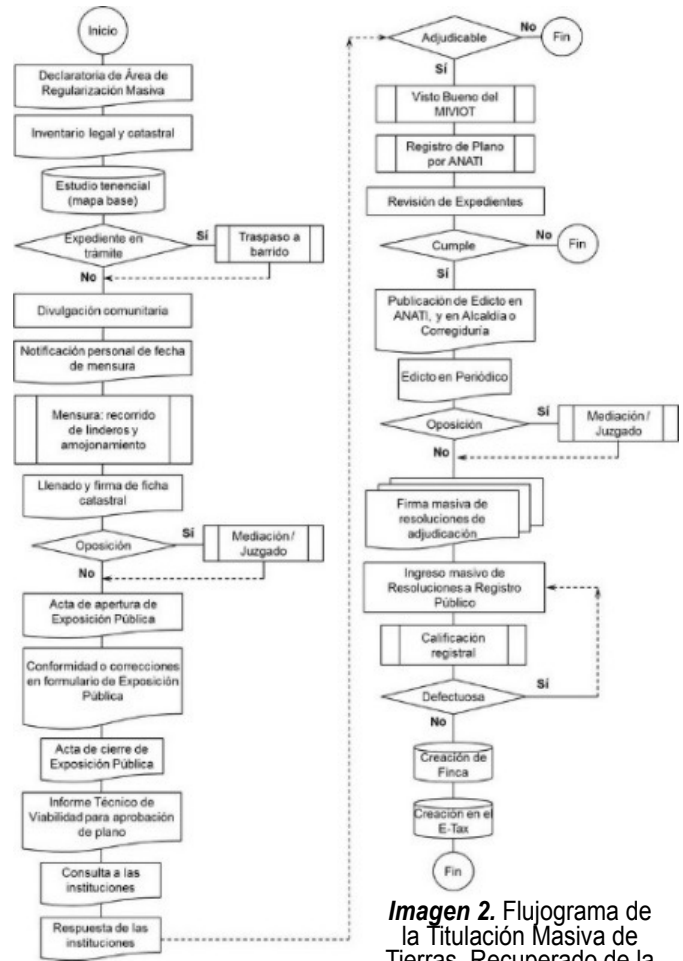 Inicio
Declaratoria de Área de
Regularización Masiva
Inventario legal y catastral
Estudio tenencial
(mapa base)
Expediente en
trámite
Sí
Traspaso a
barrido
No
Divulgación comunitaria
Notificación personal de fecha
de mensura
Mensura: recorrido
de linderos y
amojonamiento
Llenado y firma de ficha
catastral
Oposición
Sí
Mediación /
Juzgado
No
Acta de apertura de
Exposición Pública
Conformidad o correcciones
en formulario de Exposición
Pública
Acta de cierre de
Exposición Pública
Informe Técnico de
Viabilidad para aprobación
de plano
Consulta a las
instituciones
Respuesta de las
instituciones
Adjudicable
No
Fin
Sí
Visto Bueno del
MIVIOT
Registro de Plano
por ANATI
Revisión de Expedientes
Cumple
No
Fin
Sí
Publicación de Edicto en
ANATI, y en Alcaldía o
Corregiduría
Edicto en Periódico
Oposición
Sí
Mediación /
Juzgado
No
Firma masiva de
resoluciones de
adjudicación
Ingreso masivo de
Resoluciones a Registro
Público
Calificación
registral
Defectuosa
Sí
No
Creación de
Finca
Creación en el
E-Tax
Fin
Imagen 2. Flujograma de
la Titulación Masiva de
Tierras. Recuperado de la